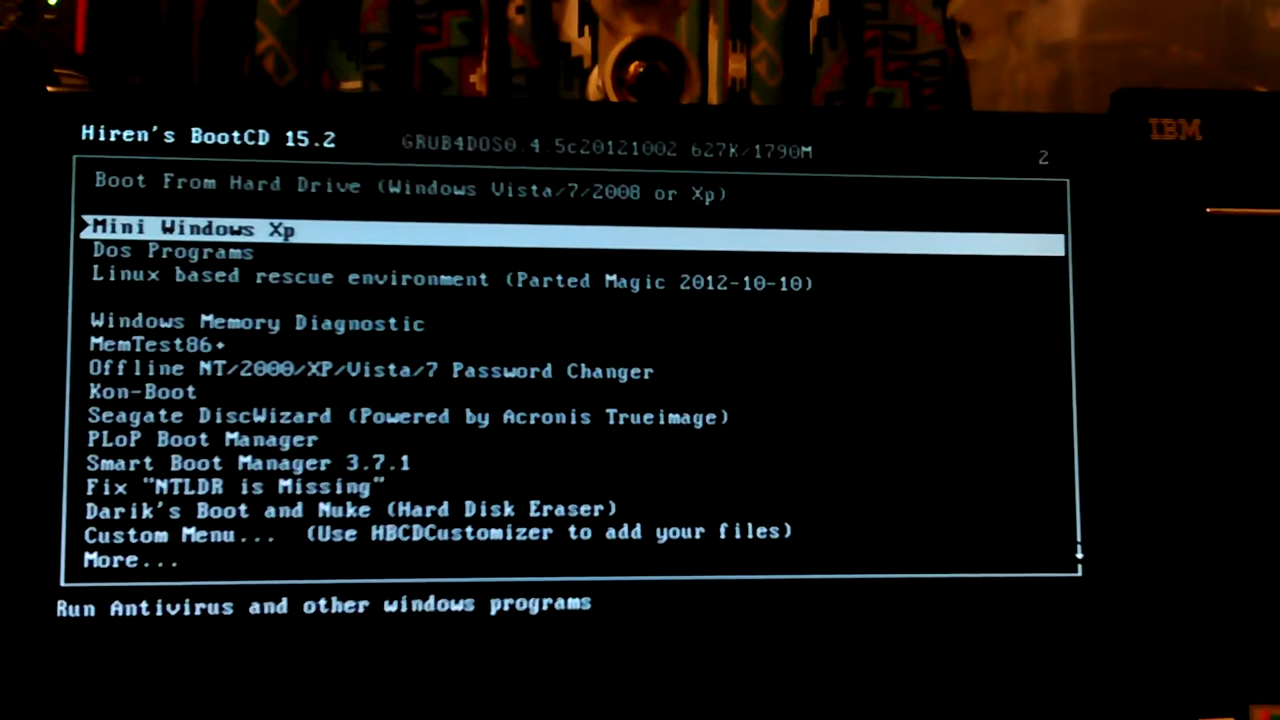 Hiren's BootCD 15.2 GRUB4DOS0.4.5c20121002 627K/1790M
IBM
2
Boot From Hard Drive (Windows Vista/7/2008 or Xp)
Mini Windows Xp
Dos Programs
Linux based rescue environment (Parted Magic 2012-10-10)
Windows Memory Diagnostic
MemTest86+
Offline NT/2000/XP/Vista/7 Password Changer
Kon-Boot
Seagate DiscWizard (Powered by Acronis Trueimage)
PLoP Boot Manager
Smart Boot Manager 3.7.1
Fix "NTLDR is Missing"
Darik's Boot and Nuke (Hard Disk Eraser)
Custom Menu... (Use HBCDCustomizer to add your files)
More...
Run Antivirus and other windows programs